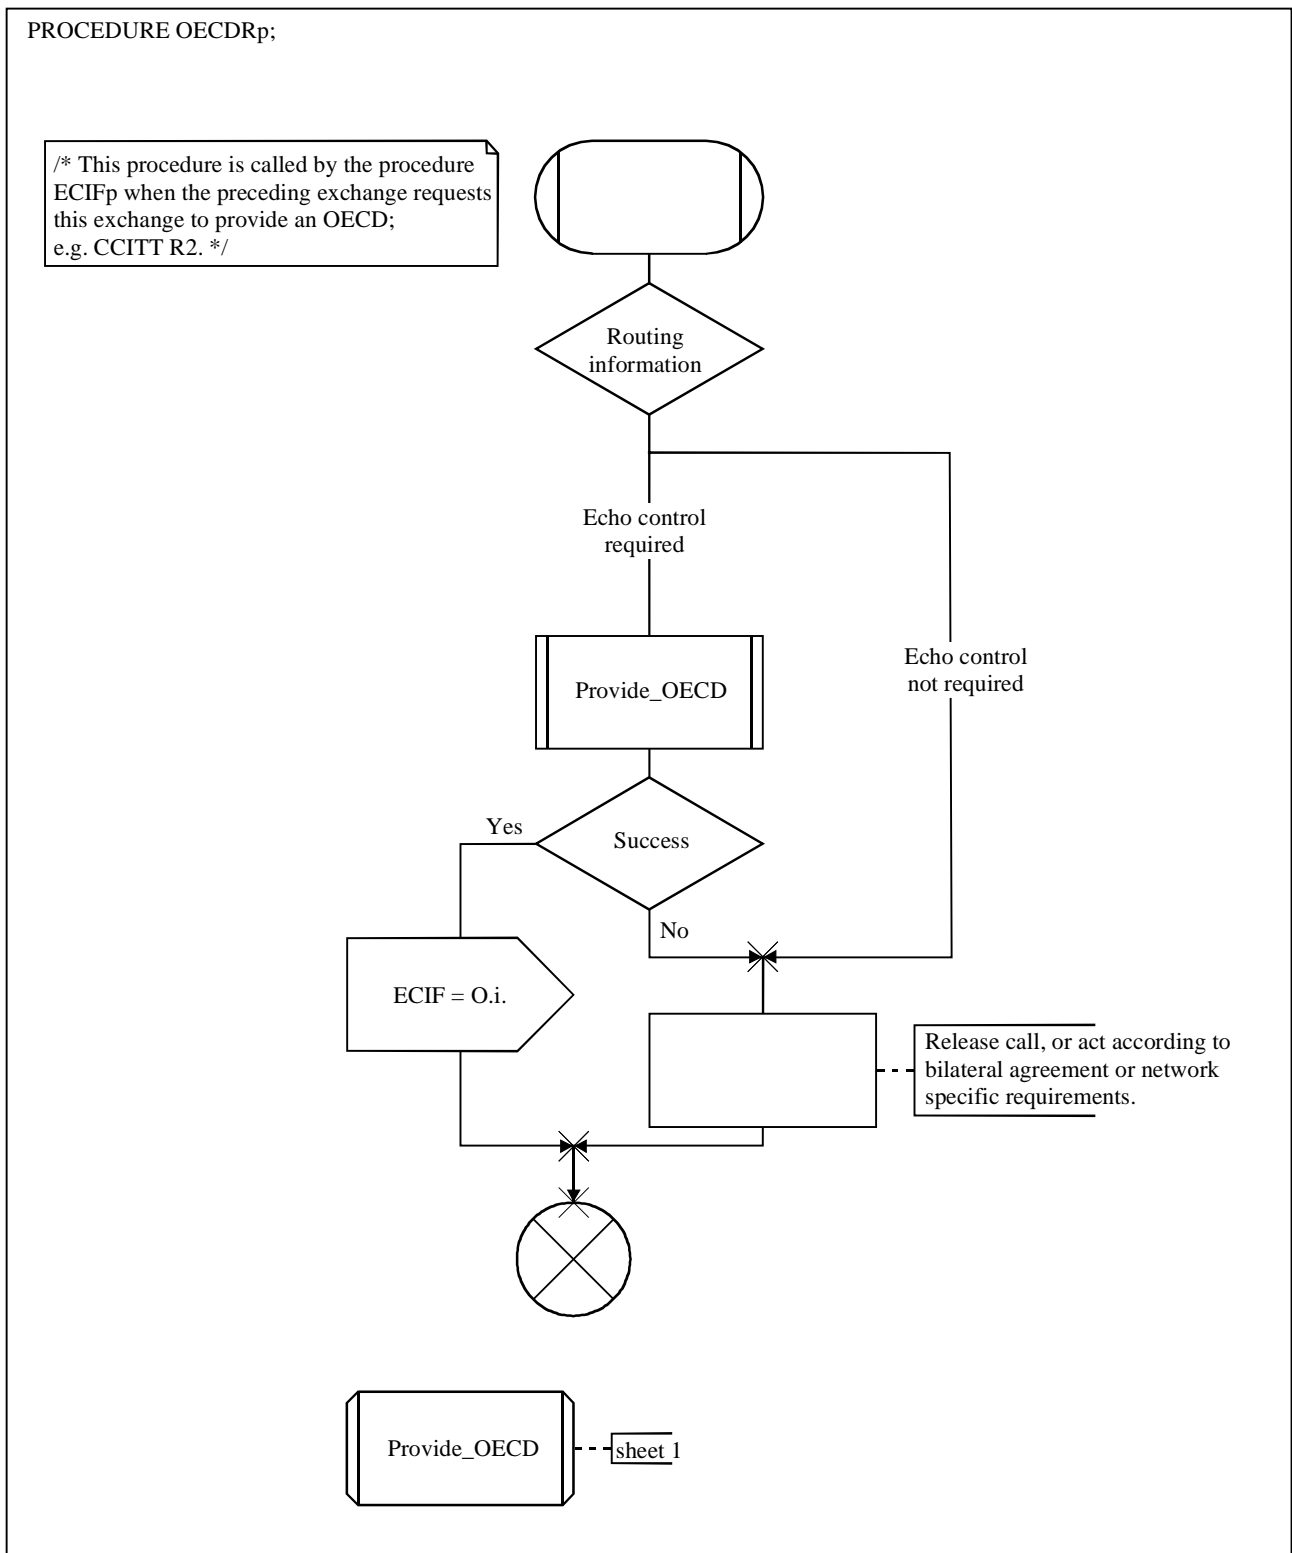 PROCEDURE OECDRp;
/* This procedure is called by the procedure
ECIFp when the preceding exchange requests
this exchange to provide an OECD;
e.g. CCITT R2. */
Routing
information
Echo control
required
Echo control
not required
Provide_OECD
Success
Yes
No
ECIF = O.i.
Release call, or act according to
bilateral agreement or network
specific requirements.
Provide_OECD
sheet 1